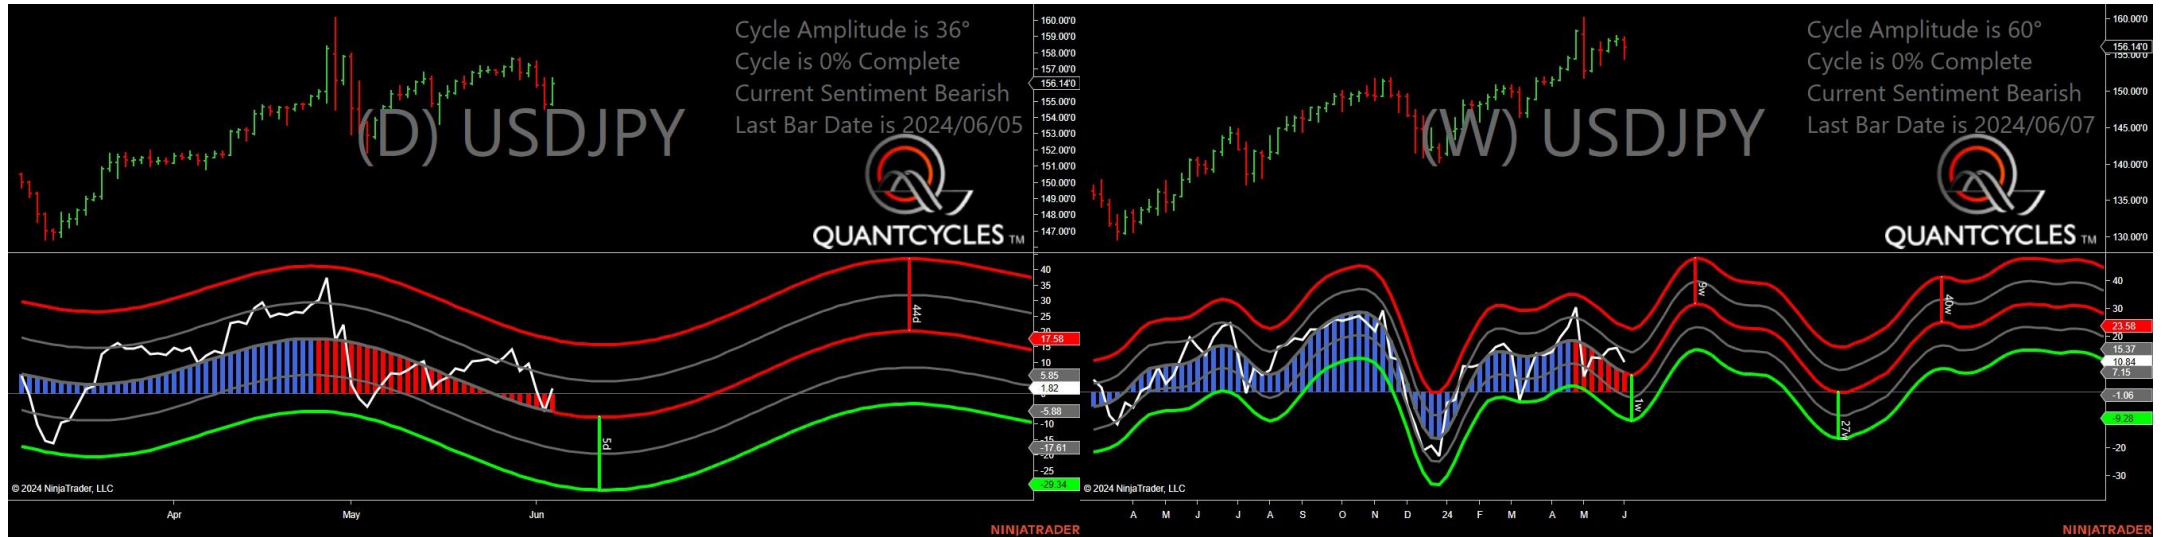 Cycle Amplitude is 36°
Cycle is 0% Complete
Current Sentiment Bearish
Last Bar Date is 2024/06/05
(D) USDJPY
QUANTCYCLES TM
160.00'0
159.00'0
158.00'0
157.00'0
156.14'0
155.00'0
154.00'0
153.00'0
152.00'0
151.00'0
150.00'0
149.00'0
148.00'0
147.00'0
40
35
30
25
20
17.58
15
10
5.85
1.82
-5.88
-10
-15
-17.61
-20
-25
-29.34
44d
5d
© 2024 NinjaTrader, LLC
Apr May Jun
NINJATRADER
Cycle Amplitude is 60°
Cycle is 0% Complete
Current Sentiment Bearish
Last Bar Date is 2024/06/07
(W) USDJPY
QUANTCYCLES TM
160.00'0
156.14'0
155.00'0
150.00'0
145.00'0
140.00'0
135.00'0
130.00'0
40
30
23.58
20
15.37
10.84
7.15
-1.06
-9.28
-20
-30
9w
40w
1w
27w
© 2024 NinjaTrader, LLC
A M J J A S O N D 24 F M A M J
NINJATRADER